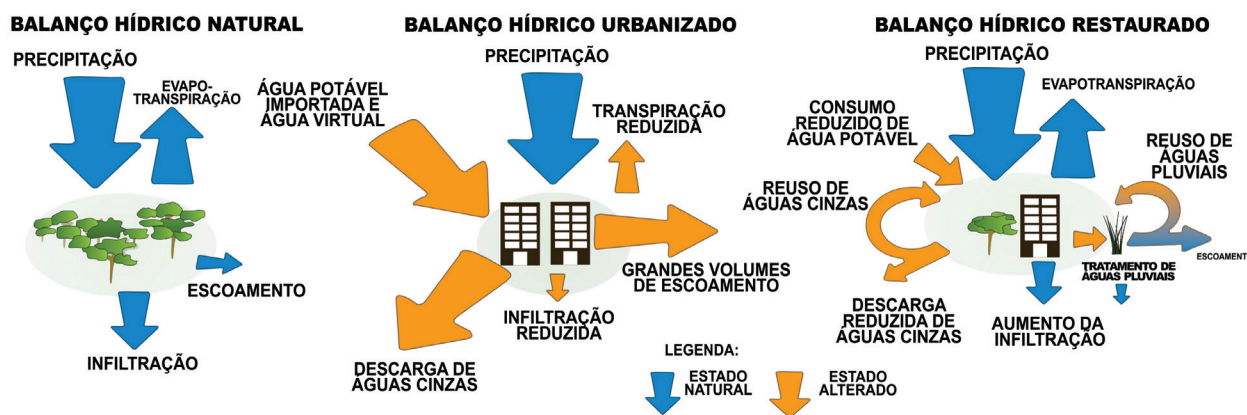 BALANÇO HÍDRICO NATURAL
PRECIPITAÇÃO
EVAPO-
TRANSPIRAÇÃO
ESCOAMENTO
INFILTRAÇÃO
BALANÇO HÍDRICO URBANIZADO
PRECIPITAÇÃO
ÁGUA POTÁVEL
IMPORTADA E
ÁGUA VIRTUAL
TRANSPIRAÇÃO
REDUZIDA
GRANDES VOLUMES
DE ESCOAMENTO
INFILTRAÇÃO
REDUZIDA
DESCARGA DE
ÁGUAS CINZAS
BALANÇO HÍDRICO RESTAURADO
PRECIPITAÇÃO
EVAPOTRANSPIRAÇÃO
CONSUMO
REDUZIDO DE
ÁGUA POTÁVEL
REUSO DE
ÁGUAS
PLUVIAIS
REUSO DE
ÁGUAS CINZAS
ESCOAMENT
TRATAMENTO DE
ÁGUAS PLUVIAIS
DESCARGA
REDUZIDA DE
ÁGUAS CINZAS
AUMENTO DA
INFILTRAÇÃO
LEGENDA:
ESTADO
NATURAL
ESTADO
ALTERADO